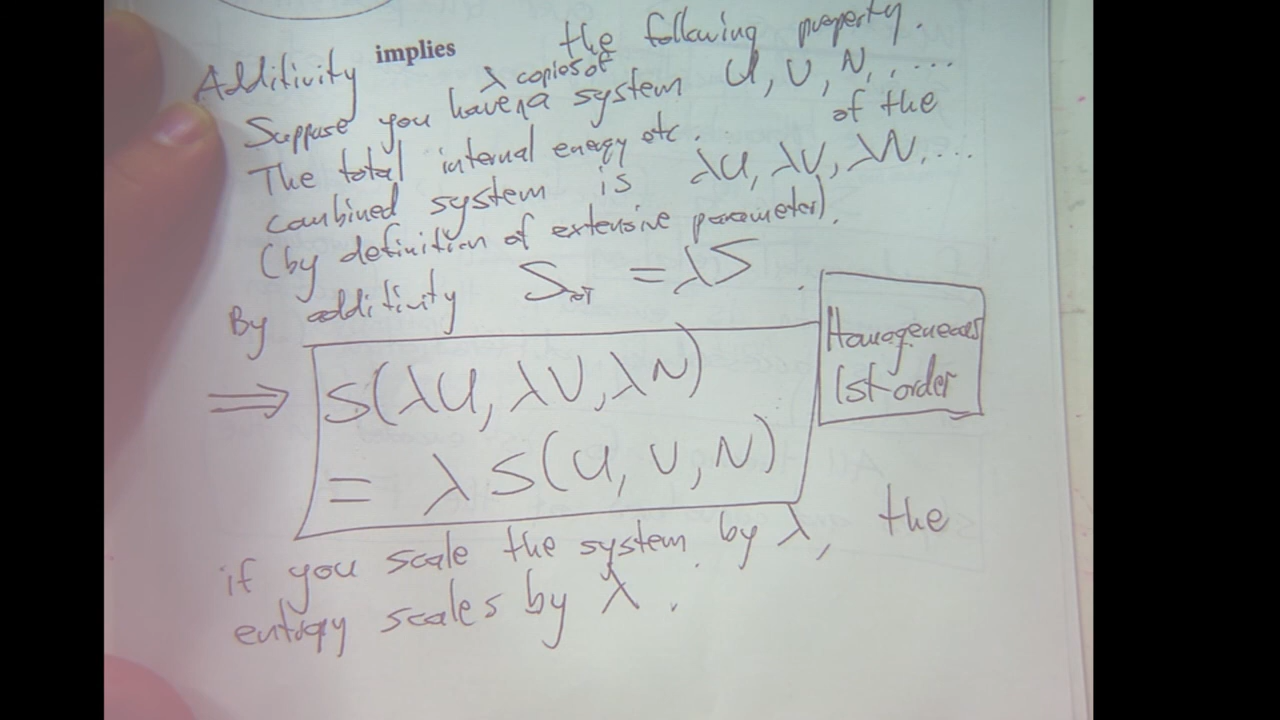 Additivity implies the following property.
Suppose you have λ copies of a system U, V, N, ....
The total internal energy etc. of the
combined system is λU, λV, λN, ...
(by definition of extensive parameter).
By additivity S_TOT = λS.
⇒ S(λU, λV, λN)
= λ S(U, V, N)
Homogeneous
1st order
if you scale the system by λ, the
entropy scales by λ.